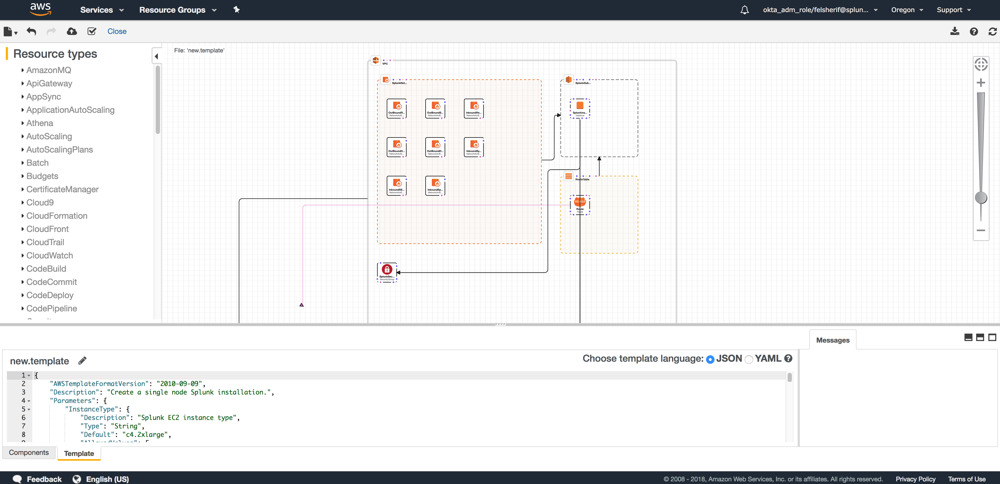 aws
Services
Resource Groups
okta_adm_role/felsherif@splun...
Oregon
Support
Close
Resource types
AmazonMQ
ApiGateway
AppSync
ApplicationAutoScaling
Athena
AutoScaling
AutoScalingPlans
Batch
Budgets
CertificateManager
Cloud9
CloudFormation
CloudFront
CloudTrail
CloudWatch
CodeBuild
CodeCommit
CodeDeploy
CodePipeline
File: 'new.template'
VPC
SplunkNet...
SplunkSub...
OutBoundR...
NetworkAclE...
OutBoundS...
NetworkAclE...
InboundRe...
NetworkAclE...
SplunkIns...
Instance
OutBoundH...
NetworkAclE...
OutBoundH...
NetworkAclE...
InboundSy...
NetworkAclE...
RouteTable
InboundSS...
NetworkAclE...
InboundSp...
NetworkAclE...
Route
Route
SplunkSec...
SecurityGroup
Messages
new.template
Choose template language: JSON YAML
1 {
2 "AWSTemplateFormatVersion": "2010-09-09",
3 "Description": "Create a single node Splunk installation.",
4 "Parameters": {
5 "InstanceType": {
6 "Description": "Splunk EC2 instance type",
7 "Type": "String",
8 "Default": "c4.2xlarge",
Components
Template
Feedback
English (US)
© 2008 - 2018, Amazon Web Services, Inc. or its affiliates. All rights reserved.
Privacy Policy
Terms of Use